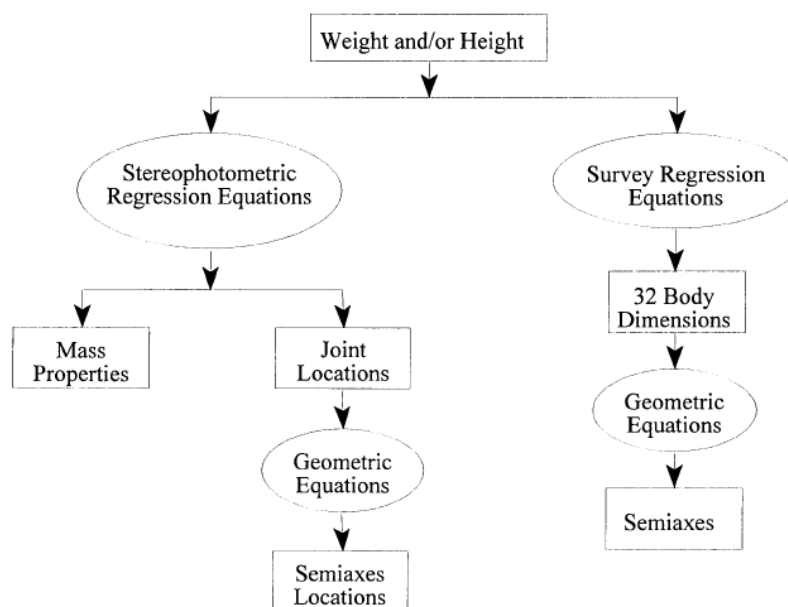 Weight and/or Height
Stereophotometric
Regression Equations
Survey Regression
Equations
Mass
Properties
Joint
Locations
32 Body
Dimensions
Geometric
Equations
Geometric
Equations
Semiaxes
Semiaxes
Locations